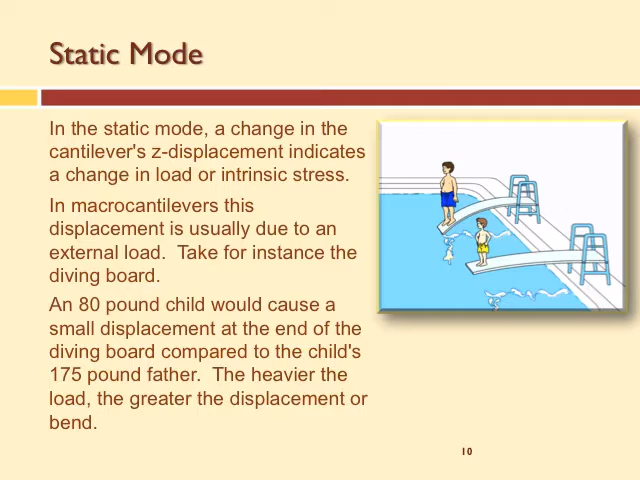 Static Mode
In the static mode, a change in the
cantilever's z-displacement indicates
a change in load or intrinsic stress.
In macrocantilevers this
displacement is usually due to an
external load.  Take for instance the
diving board.
An 80 pound child would cause a
small displacement at the end of the
diving board compared to the child's
175 pound father.  The heavier the
load, the greater the displacement or
bend.
10